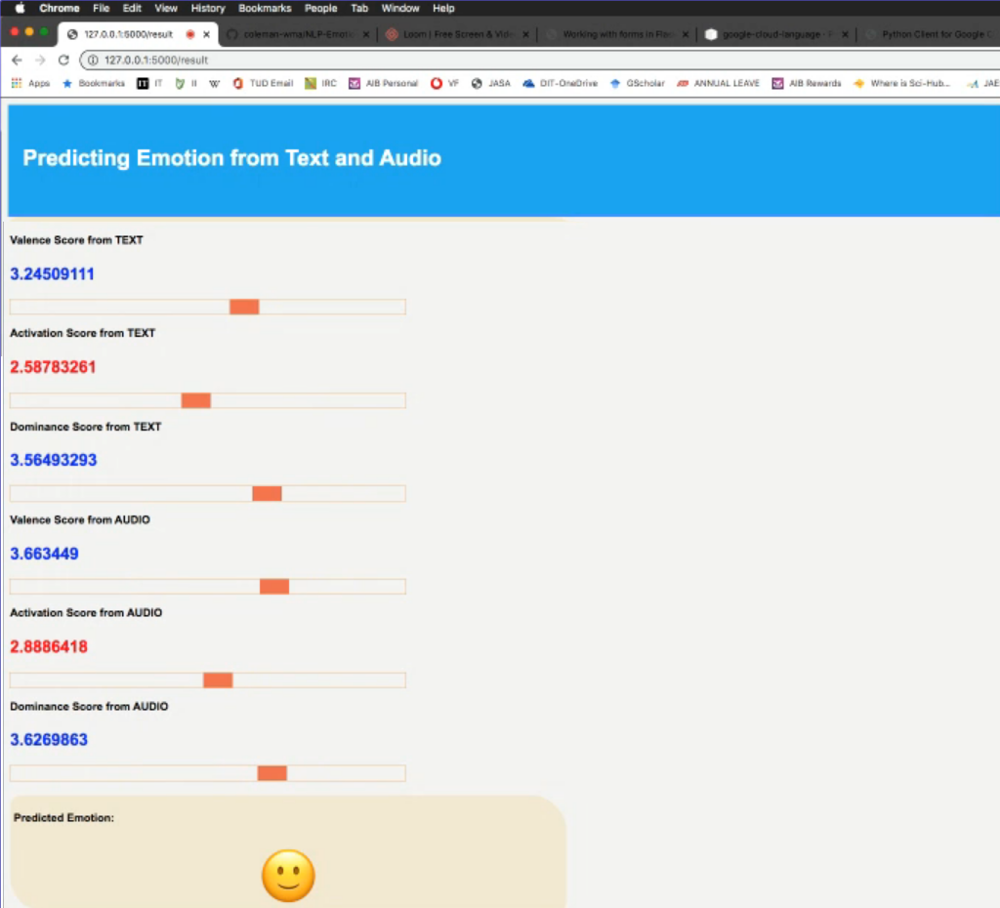 Chrome File Edit View History Bookmarks People Tab Window Help
127.0.0.1:5000/result coleman-wma/NLP-Emotic Loom | Free Screen & Vide Working with forms in Flas google-cloud-language · Python Client for Google C
127.0.0.1:5000/result
Apps Bookmarks IT IT II W TUD Email IRC AIB Personal VF JASA DIT-OneDrive GScholar ANNUAL LEAVE AIB Rewards Where is Sci-Hub... JAE
Predicting Emotion from Text and Audio
Valence Score from TEXT
3.24509111
Activation Score from TEXT
2.58783261
Dominance Score from TEXT
3.56493293
Valence Score from AUDIO
3.663449
Activation Score from AUDIO
2.8886418
Dominance Score from AUDIO
3.6269863
Predicted Emotion: